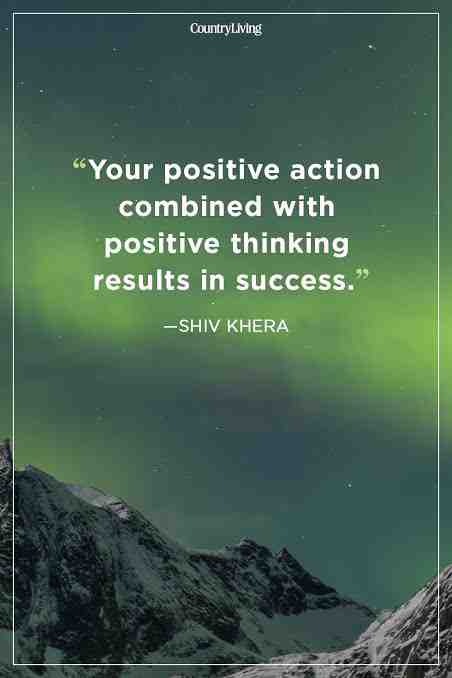 CountryLiving
“Your positive action
combined with
positive thinking
results in success.”
—SHIV KHERA